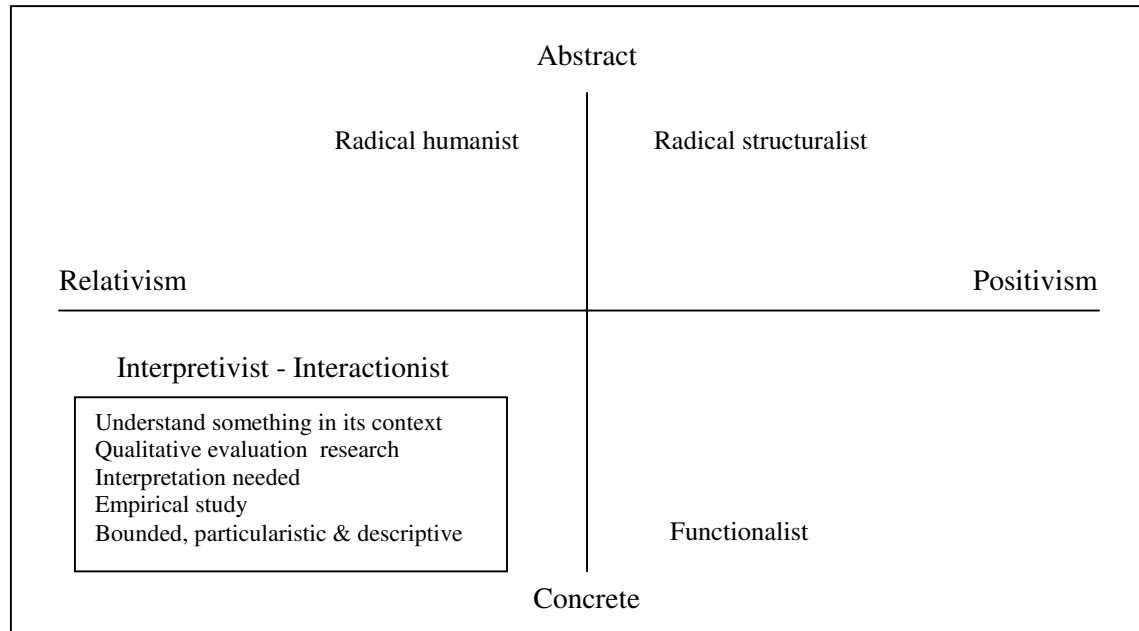 Abstract
Radical humanist
Radical structuralist
Relativism
Positivism
Interpretivist - Interactionist
Understand something in its context
Qualitative evaluation  research
Interpretation needed
Empirical study
Bounded, particularistic & descriptive
Functionalist
Concrete